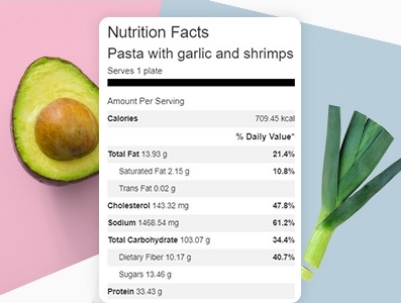 Nutrition Facts
Pasta with garlic and shrimps
Serves 1 plate
Amount Per Serving
Calories 709.45 kcal
% Daily Value*
Total Fat 13.93 g 21.4%
Saturated Fat 2.15 g 10.8%
Trans Fat 0.02 g
Cholesterol 143.32 mg 47.8%
Sodium 1468.54 mg 61.2%
Total Carbohydrate 103.07 g 34.4%
Dietary Fiber 10.17 g 40.7%
Sugars 13.46 g
Protein 33.43 g